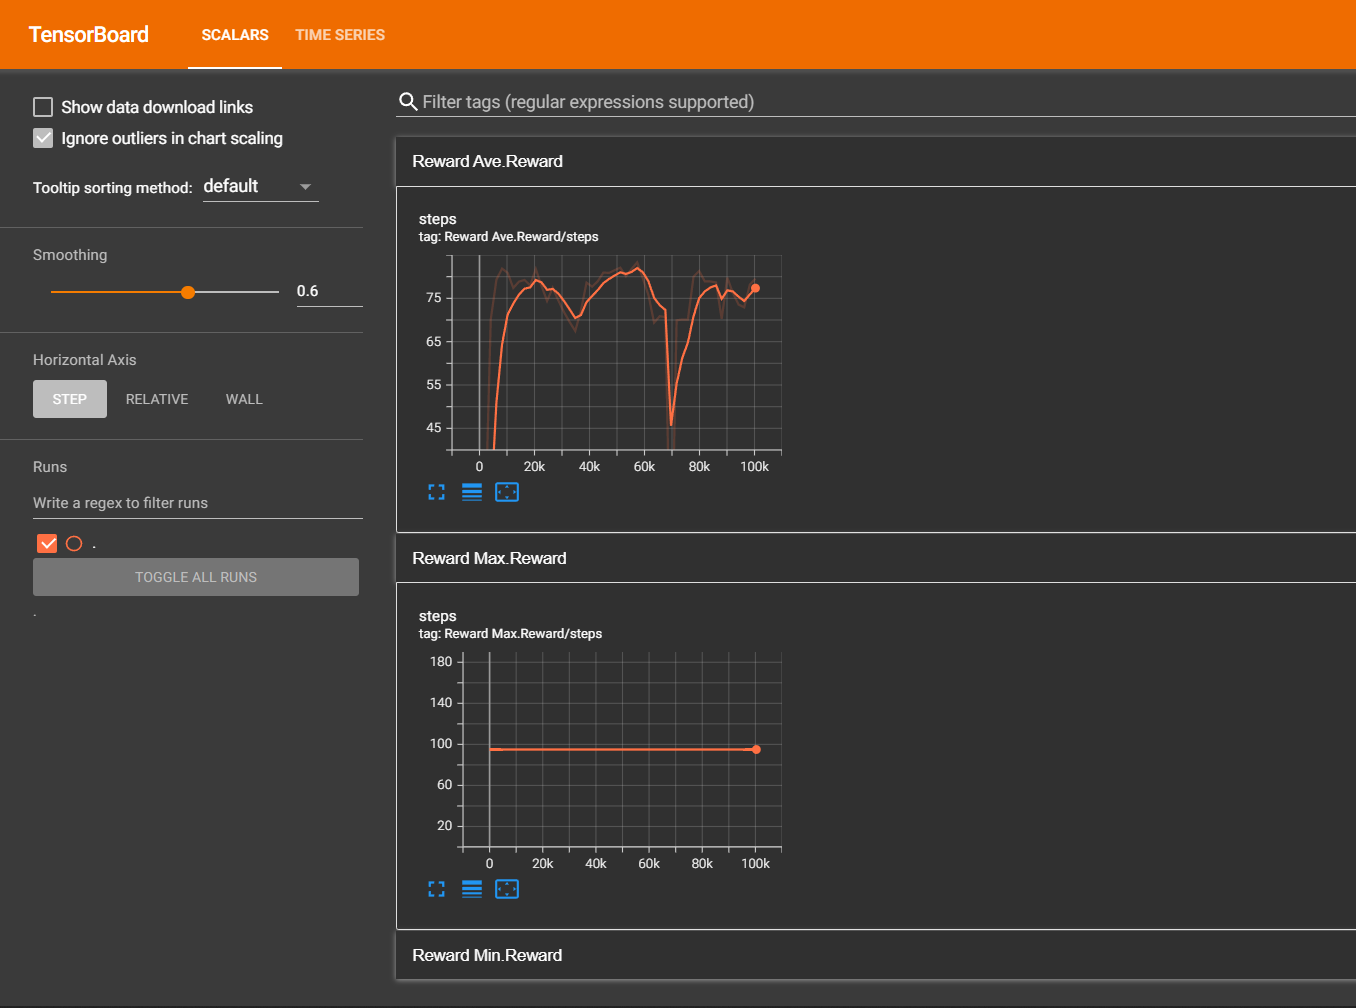 TensorBoard SCALARS TIME SERIES
Show data download links
Ignore outliers in chart scaling
Tooltip sorting method: default
Smoothing
0.6
Horizontal Axis
STEP RELATIVE WALL
Runs
Write a regex to filter runs
.
TOGGLE ALL RUNS
.
Filter tags (regular expressions supported)
Reward Ave.Reward
steps
tag: Reward Ave.Reward/steps
75
65
55
45
0 20k 40k 60k 80k 100k
Reward Max.Reward
steps
tag: Reward Max.Reward/steps
180
140
100
60
20
0 20k 40k 60k 80k 100k
Reward Min.Reward